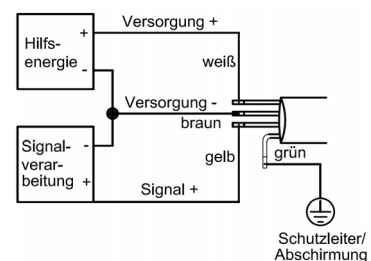 Versorgung +
Hilfs-
energie
+
-
weiß
Versorgung -
braun
Signal-
verar-
beitung
-
+
gelb
grün
Signal +
Schutzleiter/
Abschirmung